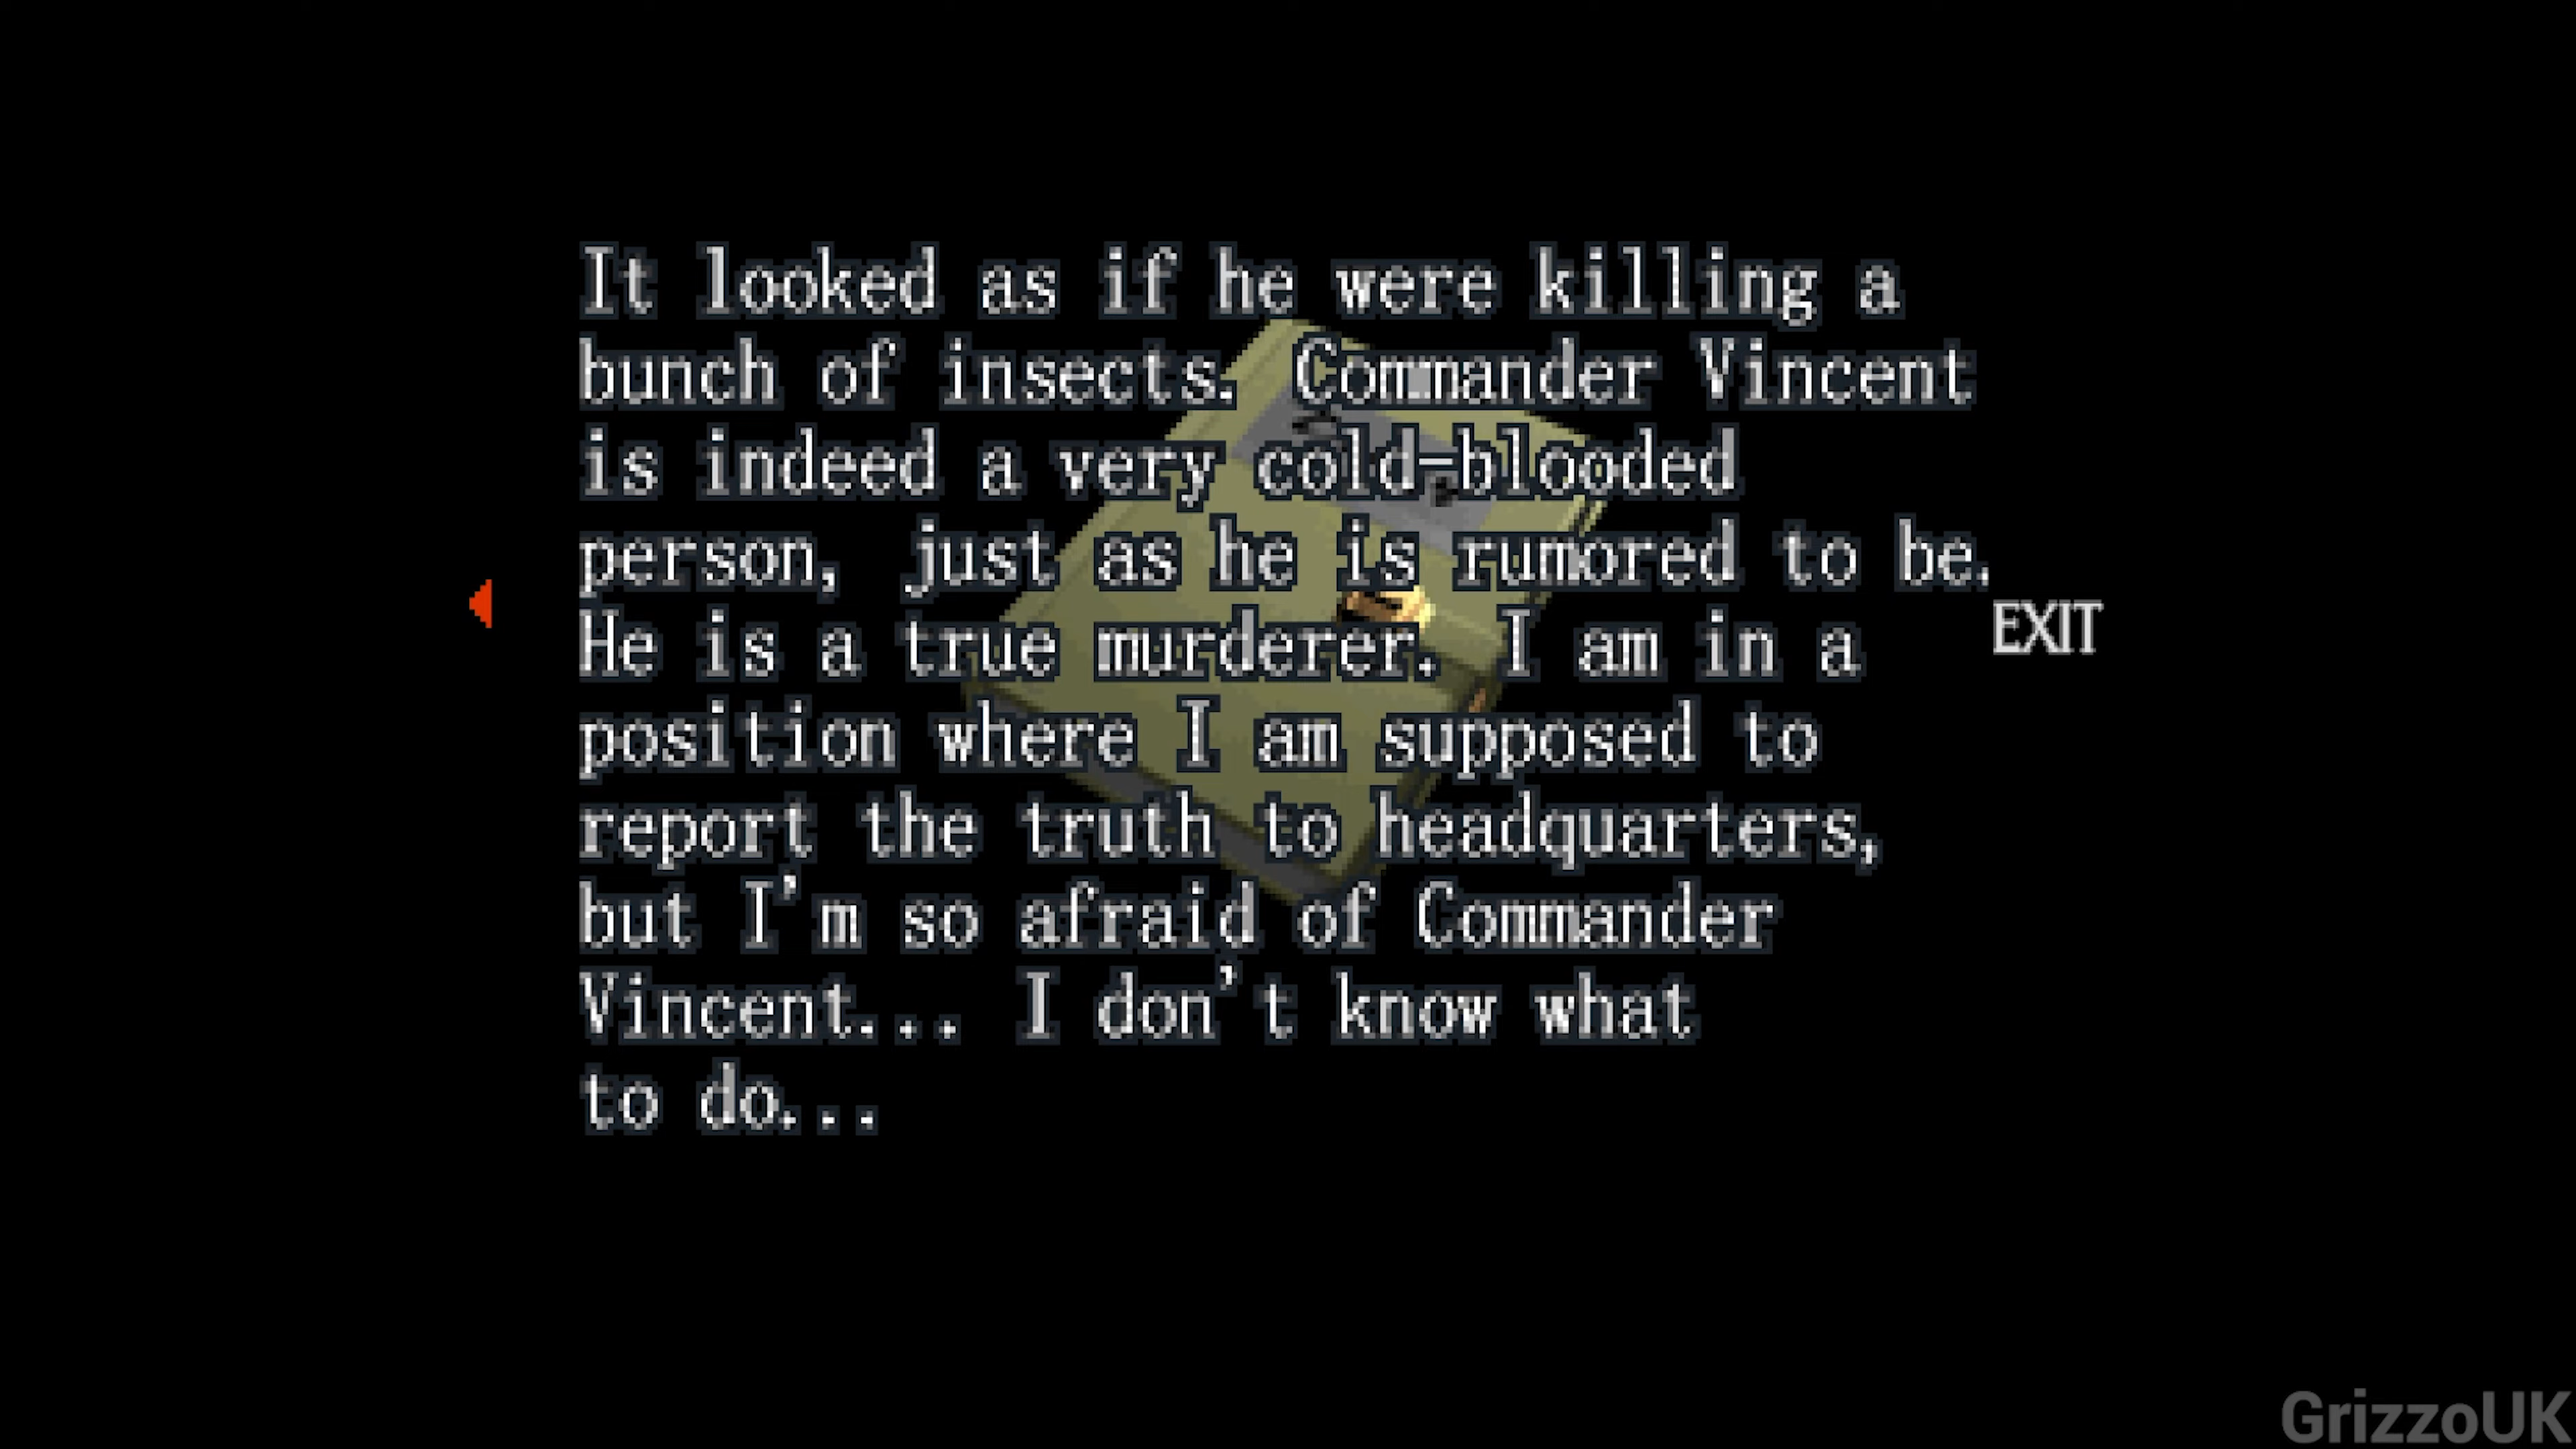 It looked as if he were killing a
bunch of insects. Commander Vincent
is indeed a very cold-blooded
person, just as he is rumored to be.
He is a true murderer. I am in a
position where I am supposed to
report the truth to headquarters,
but I'm so afraid of Commander
Vincent... I don't know what
to do...
EXIT
GrizzoUK